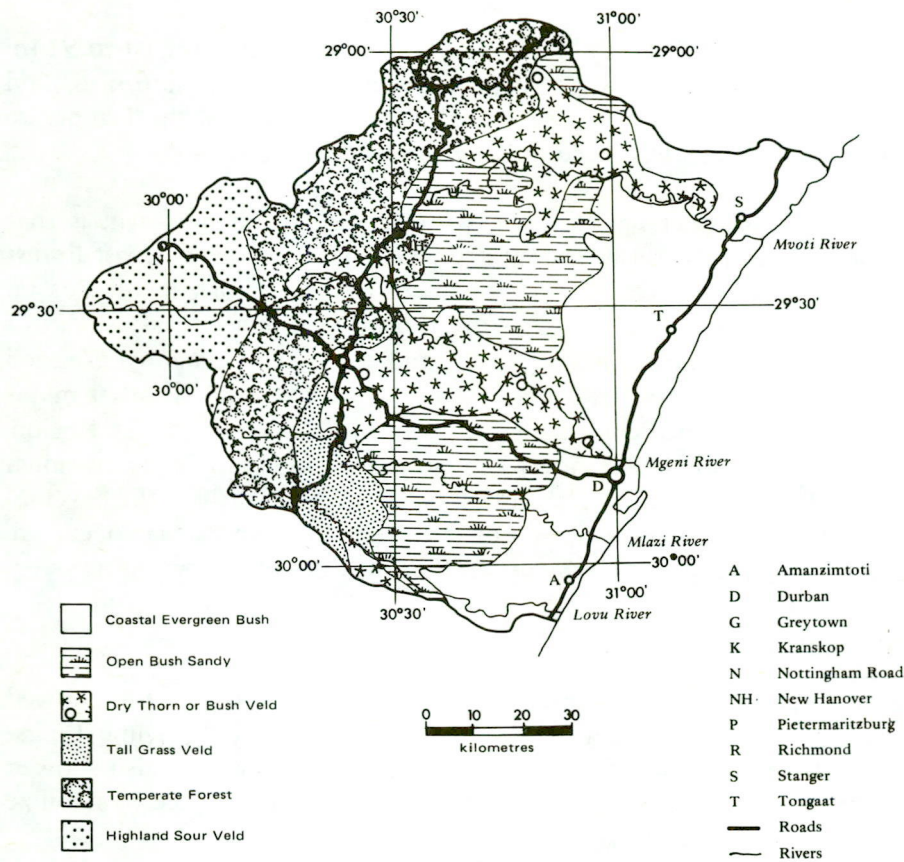 30°30'
31°00'
29°00'
29°00'
30°00'
S
NH
N
Mvoti River
29°30'
29°30'
T
30°00'
Mgeni River
D
Mlazi River
30°00'
30°00'
A
31°00'
30°30'
Lovu River
Coastal Evergreen Bush
Open Bush Sandy
Dry Thorn or Bush Veld
Tall Grass Veld
Temperate Forest
Highland Sour Veld
0 10 20 30
kilometres
A Amanzimtoti
D Durban
G Greytown
K Kranskop
N Nottingham Road
NH New Hanover
P Pietermaritzburg
R Richmond
S Stanger
T Tongaat
Roads
Rivers